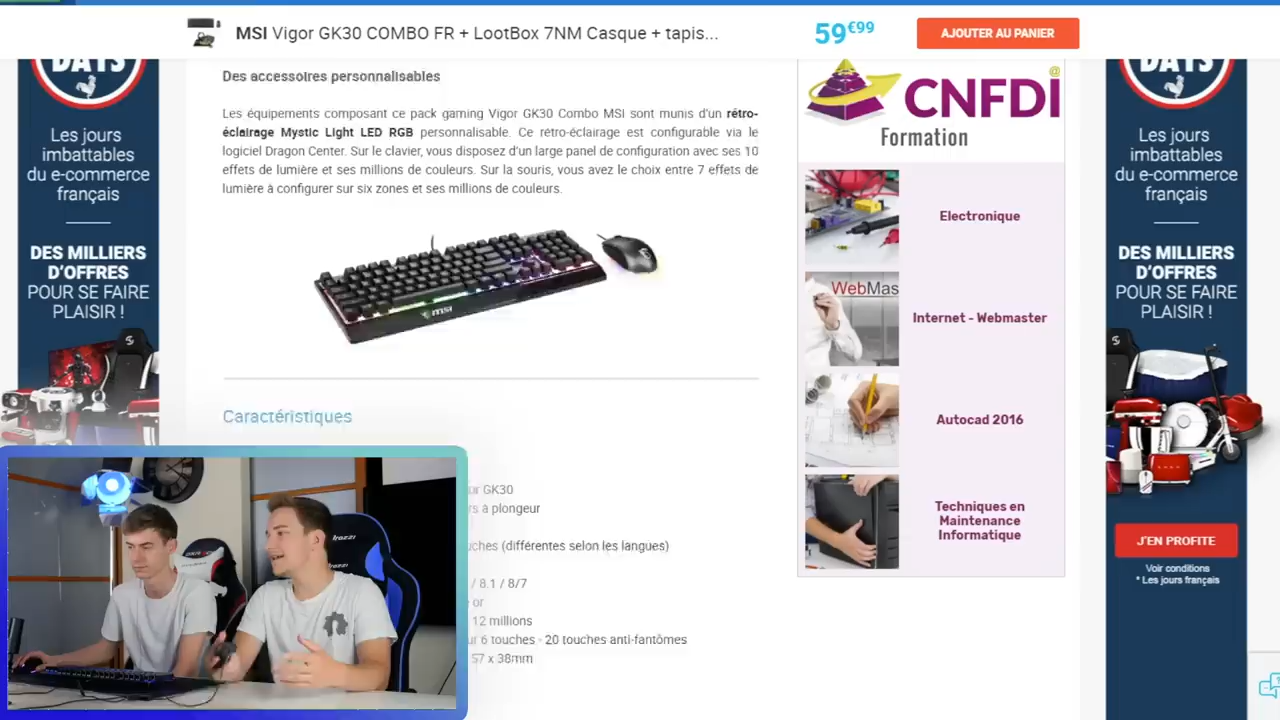 MSI Vigor GK30 COMBO FR + LootBox 7NM Casque + tapis...
59€99
AJOUTER AU PANIER
DAYS
Les jours
imbattables
du e-commerce
français
DES MILLIERS
D'OFFRES
POUR SE FAIRE
PLAISIR !
Des accessoires personnalisables
Les équipements composant ce pack gaming Vigor GK30 Combo MSI sont munis d'un rétro-
éclairage Mystic Light LED RGB personnalisable. Ce rétro-éclairage est configurable via le
logiciel Dragon Center. Sur le clavier, vous disposez d'un large panel de configuration avec ses 10
effets de lumière et ses millions de couleurs. Sur la souris, vous avez le choix entre 7 effets de
lumière à configurer sur six zones et ses millions de couleurs.
msi
Caractéristiques
or GK30
rs à plongeur
uches (différentes selon les langues)
/ 8.1 / 8/7
e or
12 millions
ur 6 touches - 20 touches anti-fantômes
57 x 38mm
@
CNFDI
Formation
Electronique
WebMas
Internet - Webmaster
Autocad 2016
Techniques en
Maintenance
Informatique
DAYS
Les jours
imbattables
du e-commerce
français
DES MILLIERS
D'OFFRES
POUR SE FAIRE
PLAISIR !
J'EN PROFITE
Voir conditions
* Les jours français